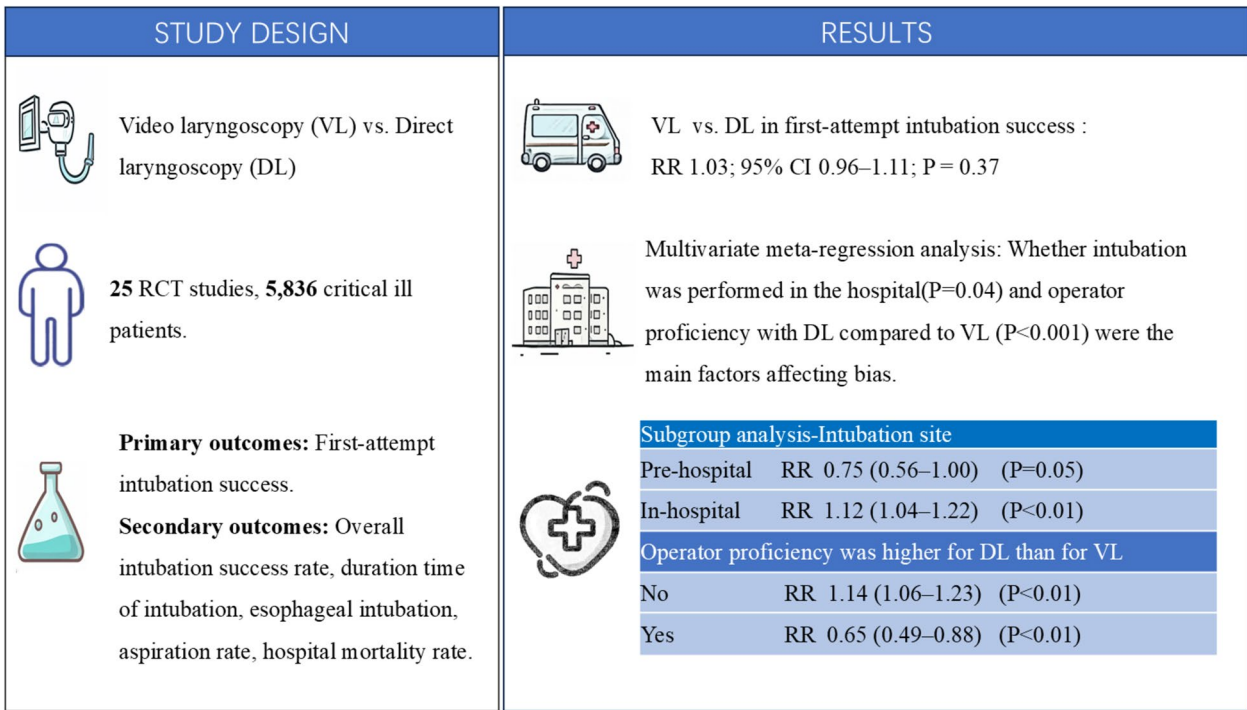 STUDY DESIGN
Video laryngoscopy (VL) vs. Direct
laryngoscopy (DL)
25 RCT studies, 5,836 critical ill
patients.
Primary outcomes: First-attempt
intubation success.
Secondary outcomes: Overall
intubation success rate, duration time
of intubation, esophageal intubation,
aspiration rate, hospital mortality rate.
RESULTS
VL vs. DL in first-attempt intubation success :
RR 1.03; 95% CI 0.96–1.11; P = 0.37
Multivariate meta-regression analysis: Whether intubation
was performed in the hospital(P=0.04) and operator
proficiency with DL compared to VL (P<0.001) were the
main factors affecting bias.
Subgroup analysis-Intubation site
Pre-hospital RR 0.75 (0.56–1.00) (P=0.05)
In-hospital RR 1.12 (1.04–1.22) (P<0.01)
Operator proficiency was higher for DL than for VL
No RR 1.14 (1.06–1.23) (P<0.01)
Yes RR 0.65 (0.49–0.88) (P<0.01)